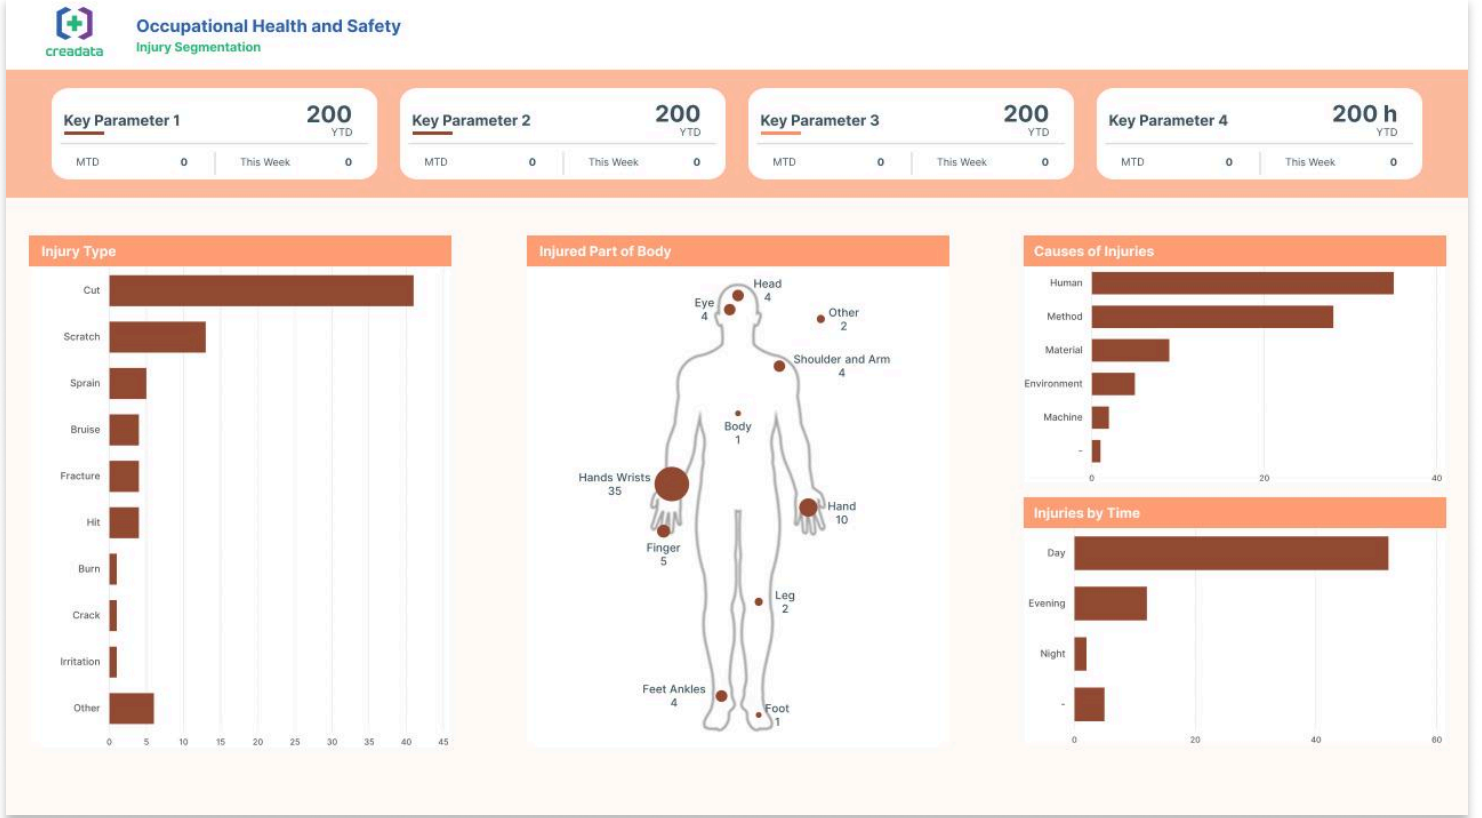 creadata
Occupational Health and Safety
Injury Segmentation
Key Parameter 1
200
YTD
MTD 0 This Week 0
Key Parameter 2
200
YTD
MTD 0 This Week 0
Key Parameter 3
200
YTD
MTD 0 This Week 0
Key Parameter 4
200 h
YTD
MTD 0 This Week 0
Injury Type
Cut
Scratch
Sprain
Bruise
Fracture
Hit
Burn
Crack
Irritation
Other
0 5 10 15 20 25 30 35 40 45
Injured Part of Body
Head
4
Eye
4
Other
2
Shoulder and Arm
4
Body
1
Hands Wrists
35
Hand
10
Finger
5
Leg
2
Feet Ankles
4
Foot
1
Causes of Injuries
Human
Method
Material
Environment
Machine
-
0 20 40
Injuries by Time
Day
Evening
Night
-
0 20 40 60